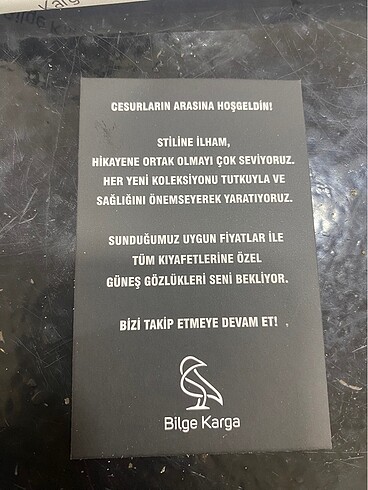 Bilge Karga
CESURLARIN ARASINA HOŞGELDİN!
STİLİNE İLHAM,
HİKAYENE ORTAK OLMAYI ÇOK SEVİYORUZ.
HER YENİ KOLEKSİYONU TUTKUYLA VE
SAĞLIĞINI ÖNEMSEYEREK YARATIYORUZ.
SUNDUĞUMUZ UYGUN FİYATLAR İLE
TÜM KIYAFETLERİNE ÖZEL
GÜNEŞ GÖZLÜKLERİ SENİ BEKLİYOR.
BİZİ TAKİP ETMEYE DEVAM ET!
Bilge Karga